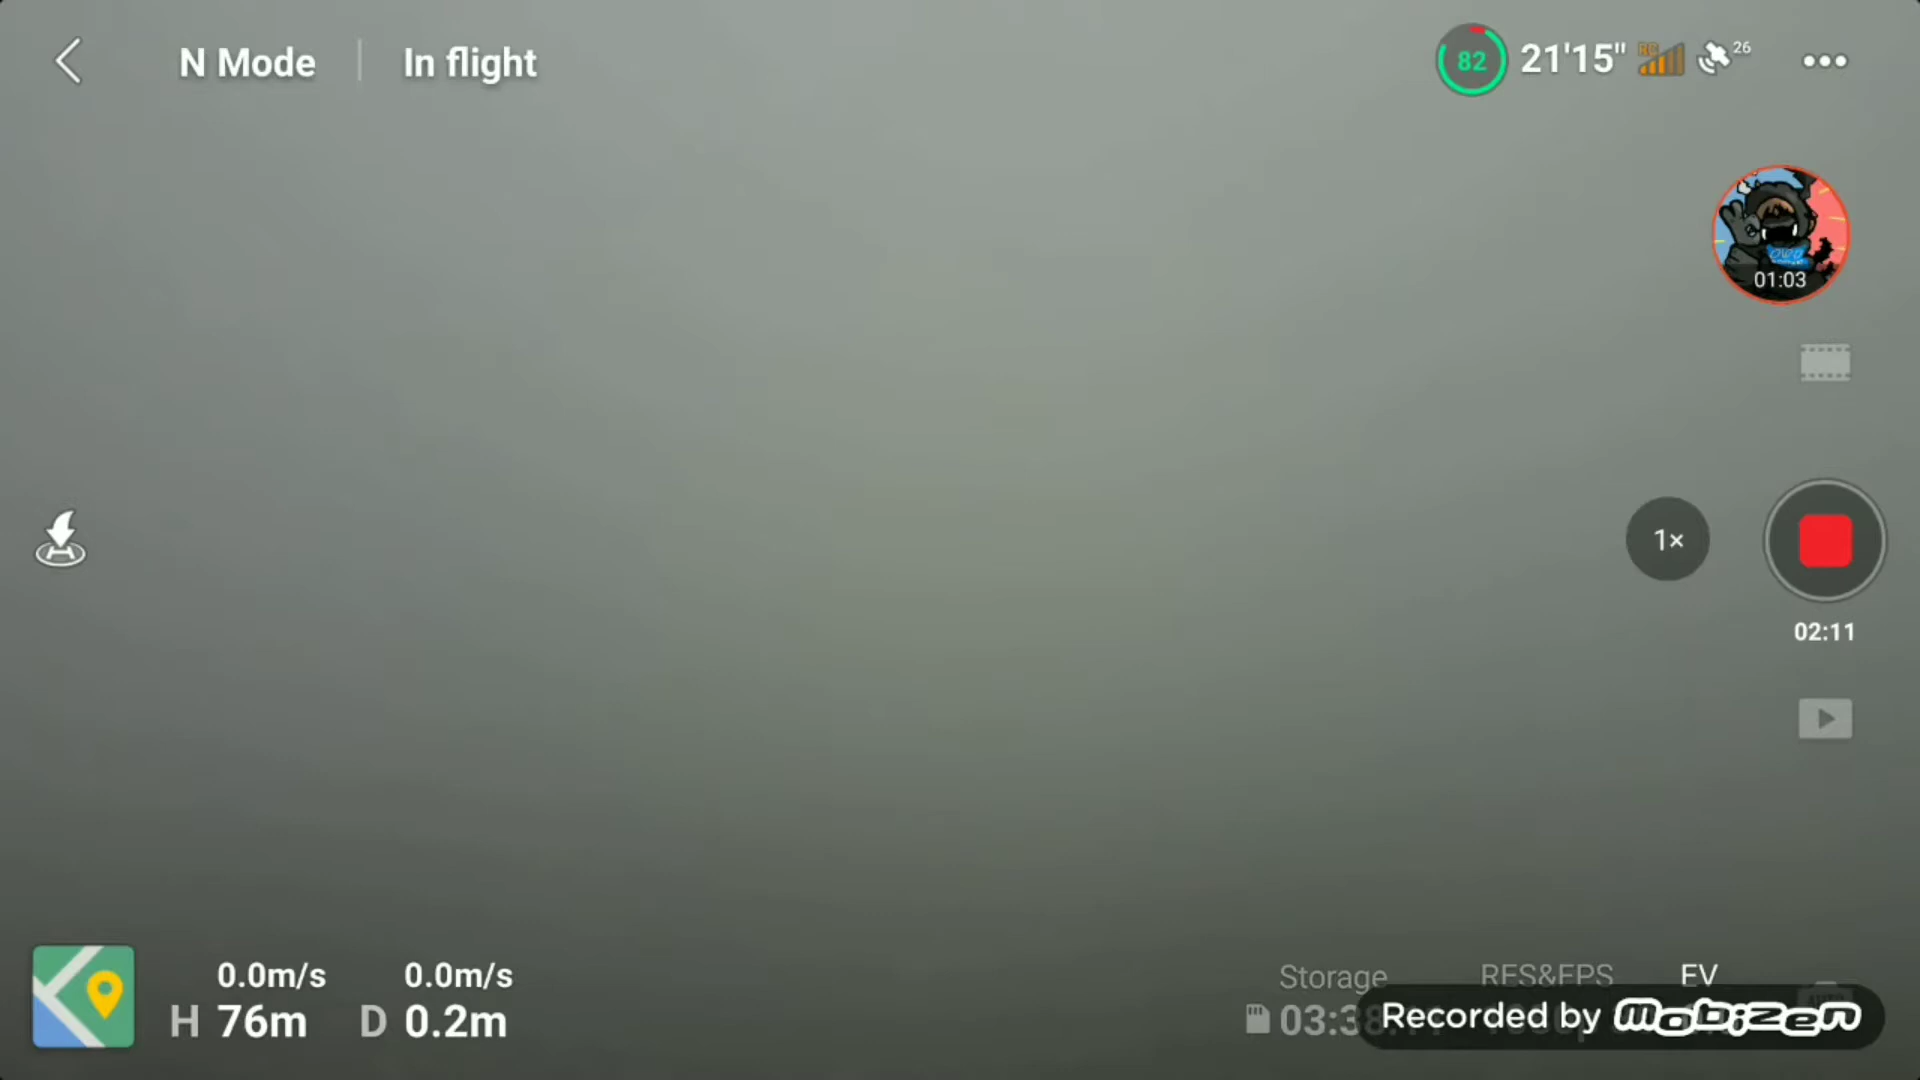 N Mode | In flight
82 21'15" RC 26
01:03
1×
02:11
0.0m/s 0.0m/s
H 76m D 0.2m
Storage RES&FPS EV
Recorded by mobizen